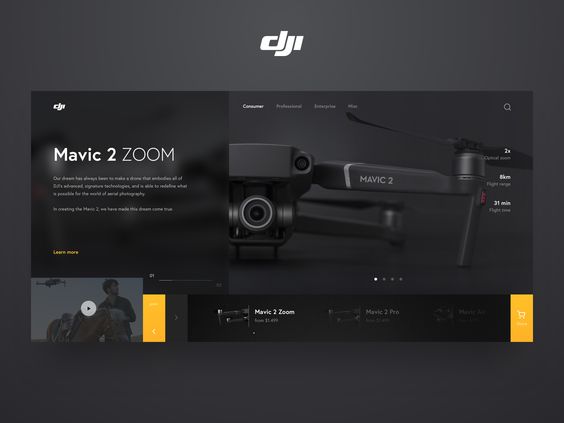 dji
dji
Consumer Professional Enterprise Misc
Mavic 2 ZOOM
Our dream has always been to make a drone that embodies all of
DJI's advanced, signature technologies, and is able to redefine what
is possible for the world of aerial photography.
In creating the Mavic 2, we have made this dream come true.
Learn more
MAVIC 2
2x
Optical zoom
8km
Flight range
31 min
Flight time
01
Mavic 2 Zoom
from $1.499
Mavic 2 Pro
from $1.499
Mavic Air